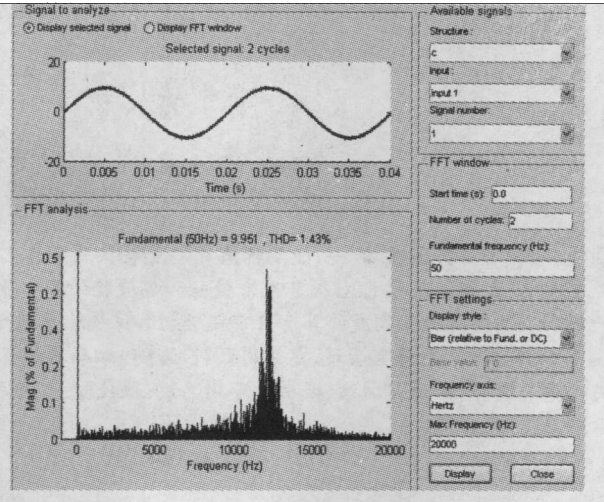 Signal to analyze
Display selected signal Display FFT window
Selected signal: 2 cycles
20
0
-20
0 0.005 0.01 0.015 0.02 0.025 0.03 0.035 0.04
Time (s)
FFT analysis
Fundamental (50Hz) = 9.951 , THD= 1.43%
0.5
0.2
0.4
0.2
0.1
0
Mag (% of Fundamental)
0 5000 10000 15000 20000
Frequency (Hz)
Available signals
Structure :
c
Input :
input 1
Signal number:
1
FFT window
Start time (s): 0.0
Number of cycles: 2
Fundamental frequency (Hz):
50
FFT settings
Display style :
Bar (relative to Fund. or DC)
Base value: 1.0
Frequency axis:
Hertz
Max Frequency (Hz):
20000
Display Close